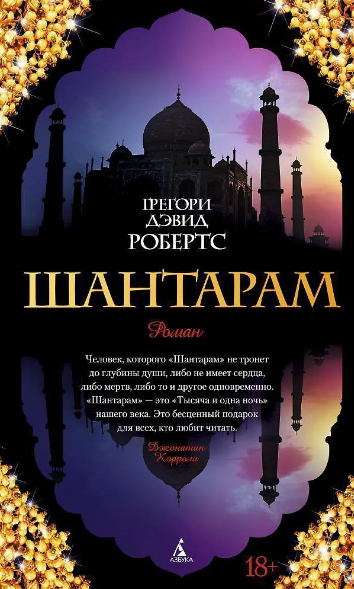 ГРЕГОРИ
ДЭВИД
РОБЕРТС
ШАНТАРАМ
Роман
Человек, которого «Шантарам» не тронет
до глубины души, либо не имеет сердца,
либо мертв, либо то и другое одновременно.
«Шантарам» — это «Тысяча и одна ночь»
нашего века. Это бесценный подарок
для всех, кто любит читать.
Джонатан
Кэрролл
АЗБУКА
18+